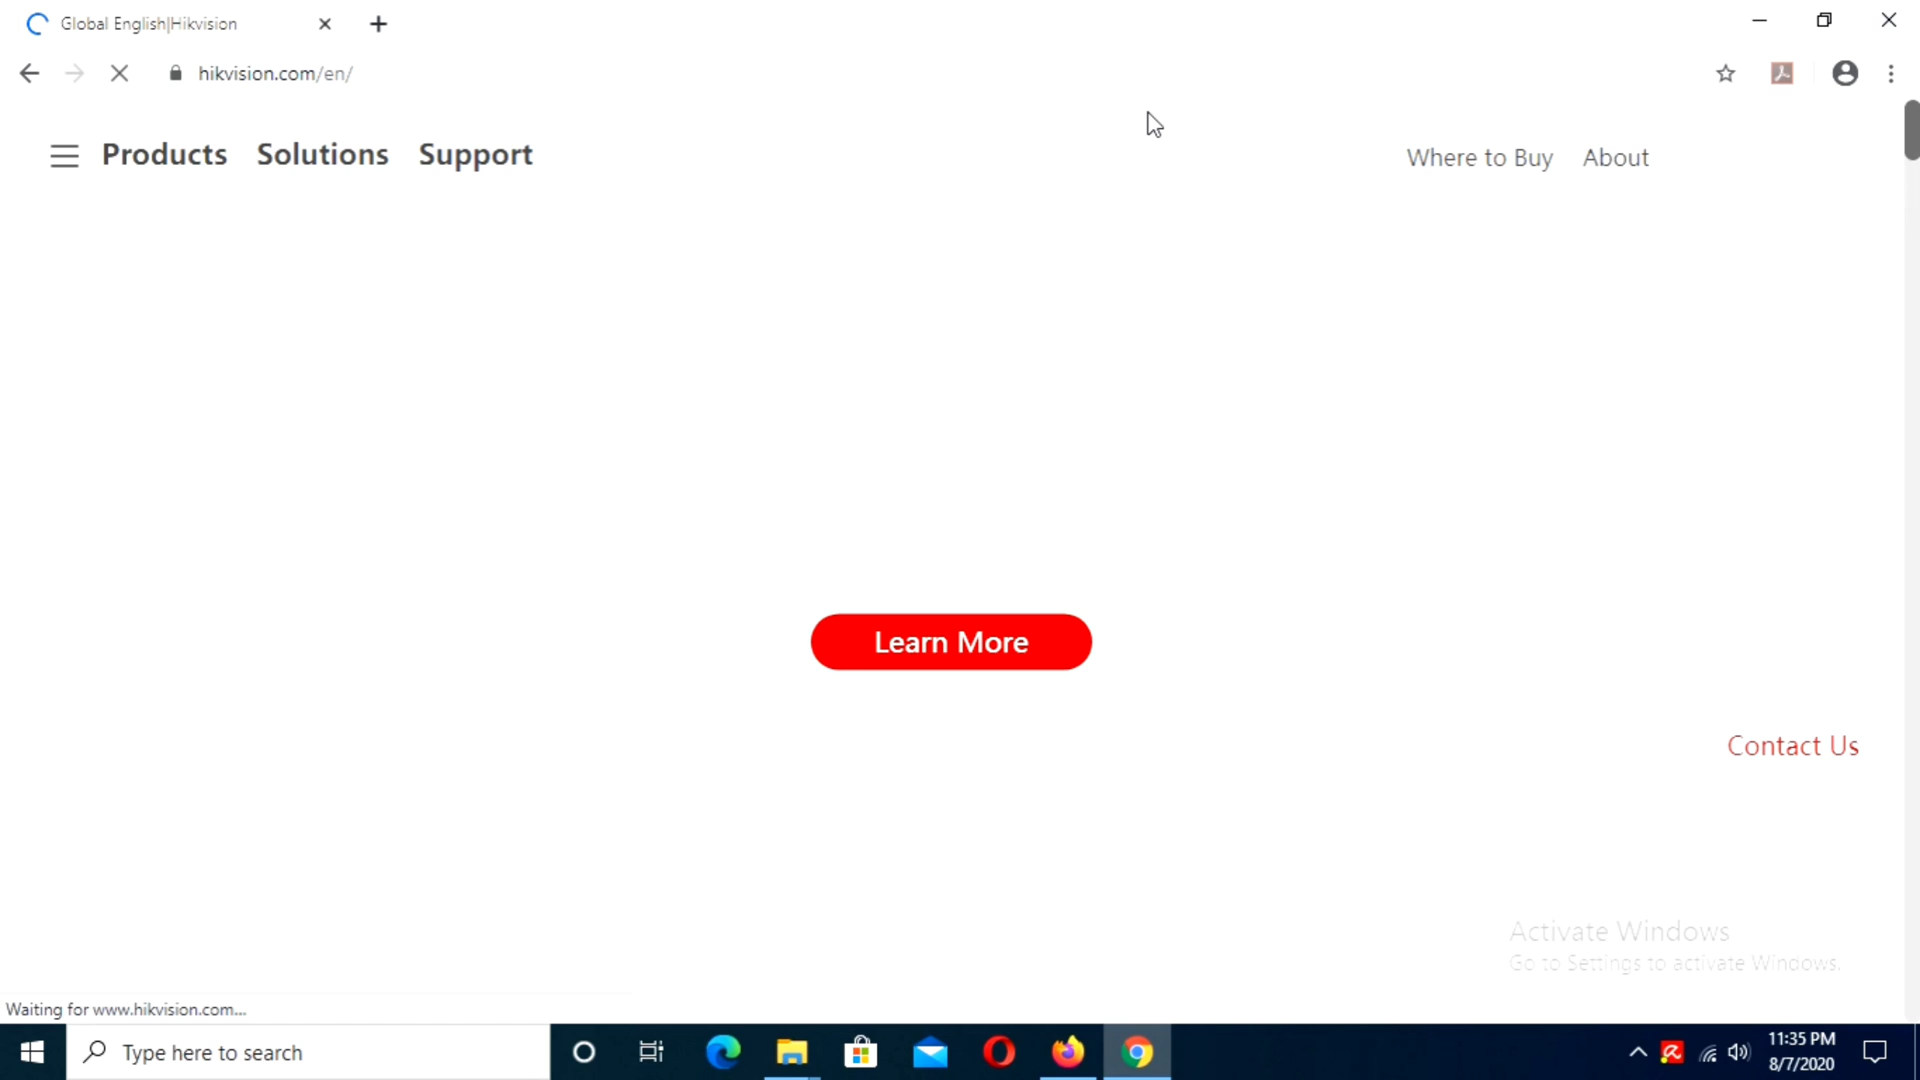 Global English|Hikvision
hikvision.com/en/
Products Solutions Support
Where to Buy About
Learn More
Contact Us
Activate Windows
Go to Settings to activate Windows.
Waiting for www.hikvision.com...
Type here to search
11:35 PM
8/7/2020